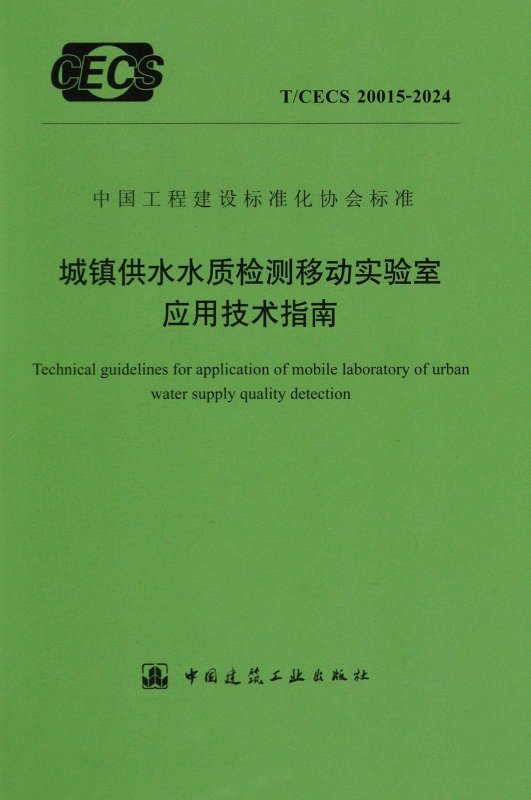 CECS
T/CECS 20015-2024
中国工程建设标准化协会标准
城镇供水水质检测移动实验室
应用技术指南
Technical guidelines for application of mobile laboratory of urban
water supply quality detection
中国建筑工业出版社